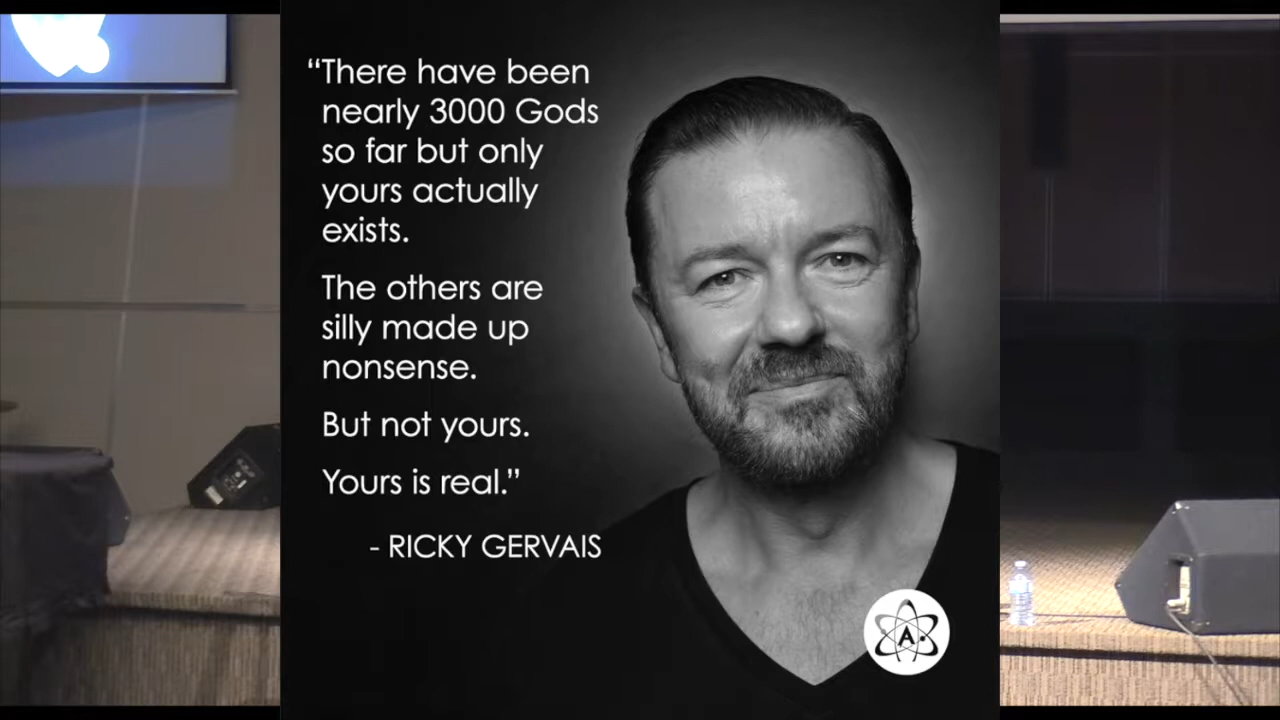 “There have been
nearly 3000 Gods
so far but only
yours actually
exists.
The others are
silly made up
nonsense.
But not yours.
Yours is real.”
- RICKY GERVAIS
A